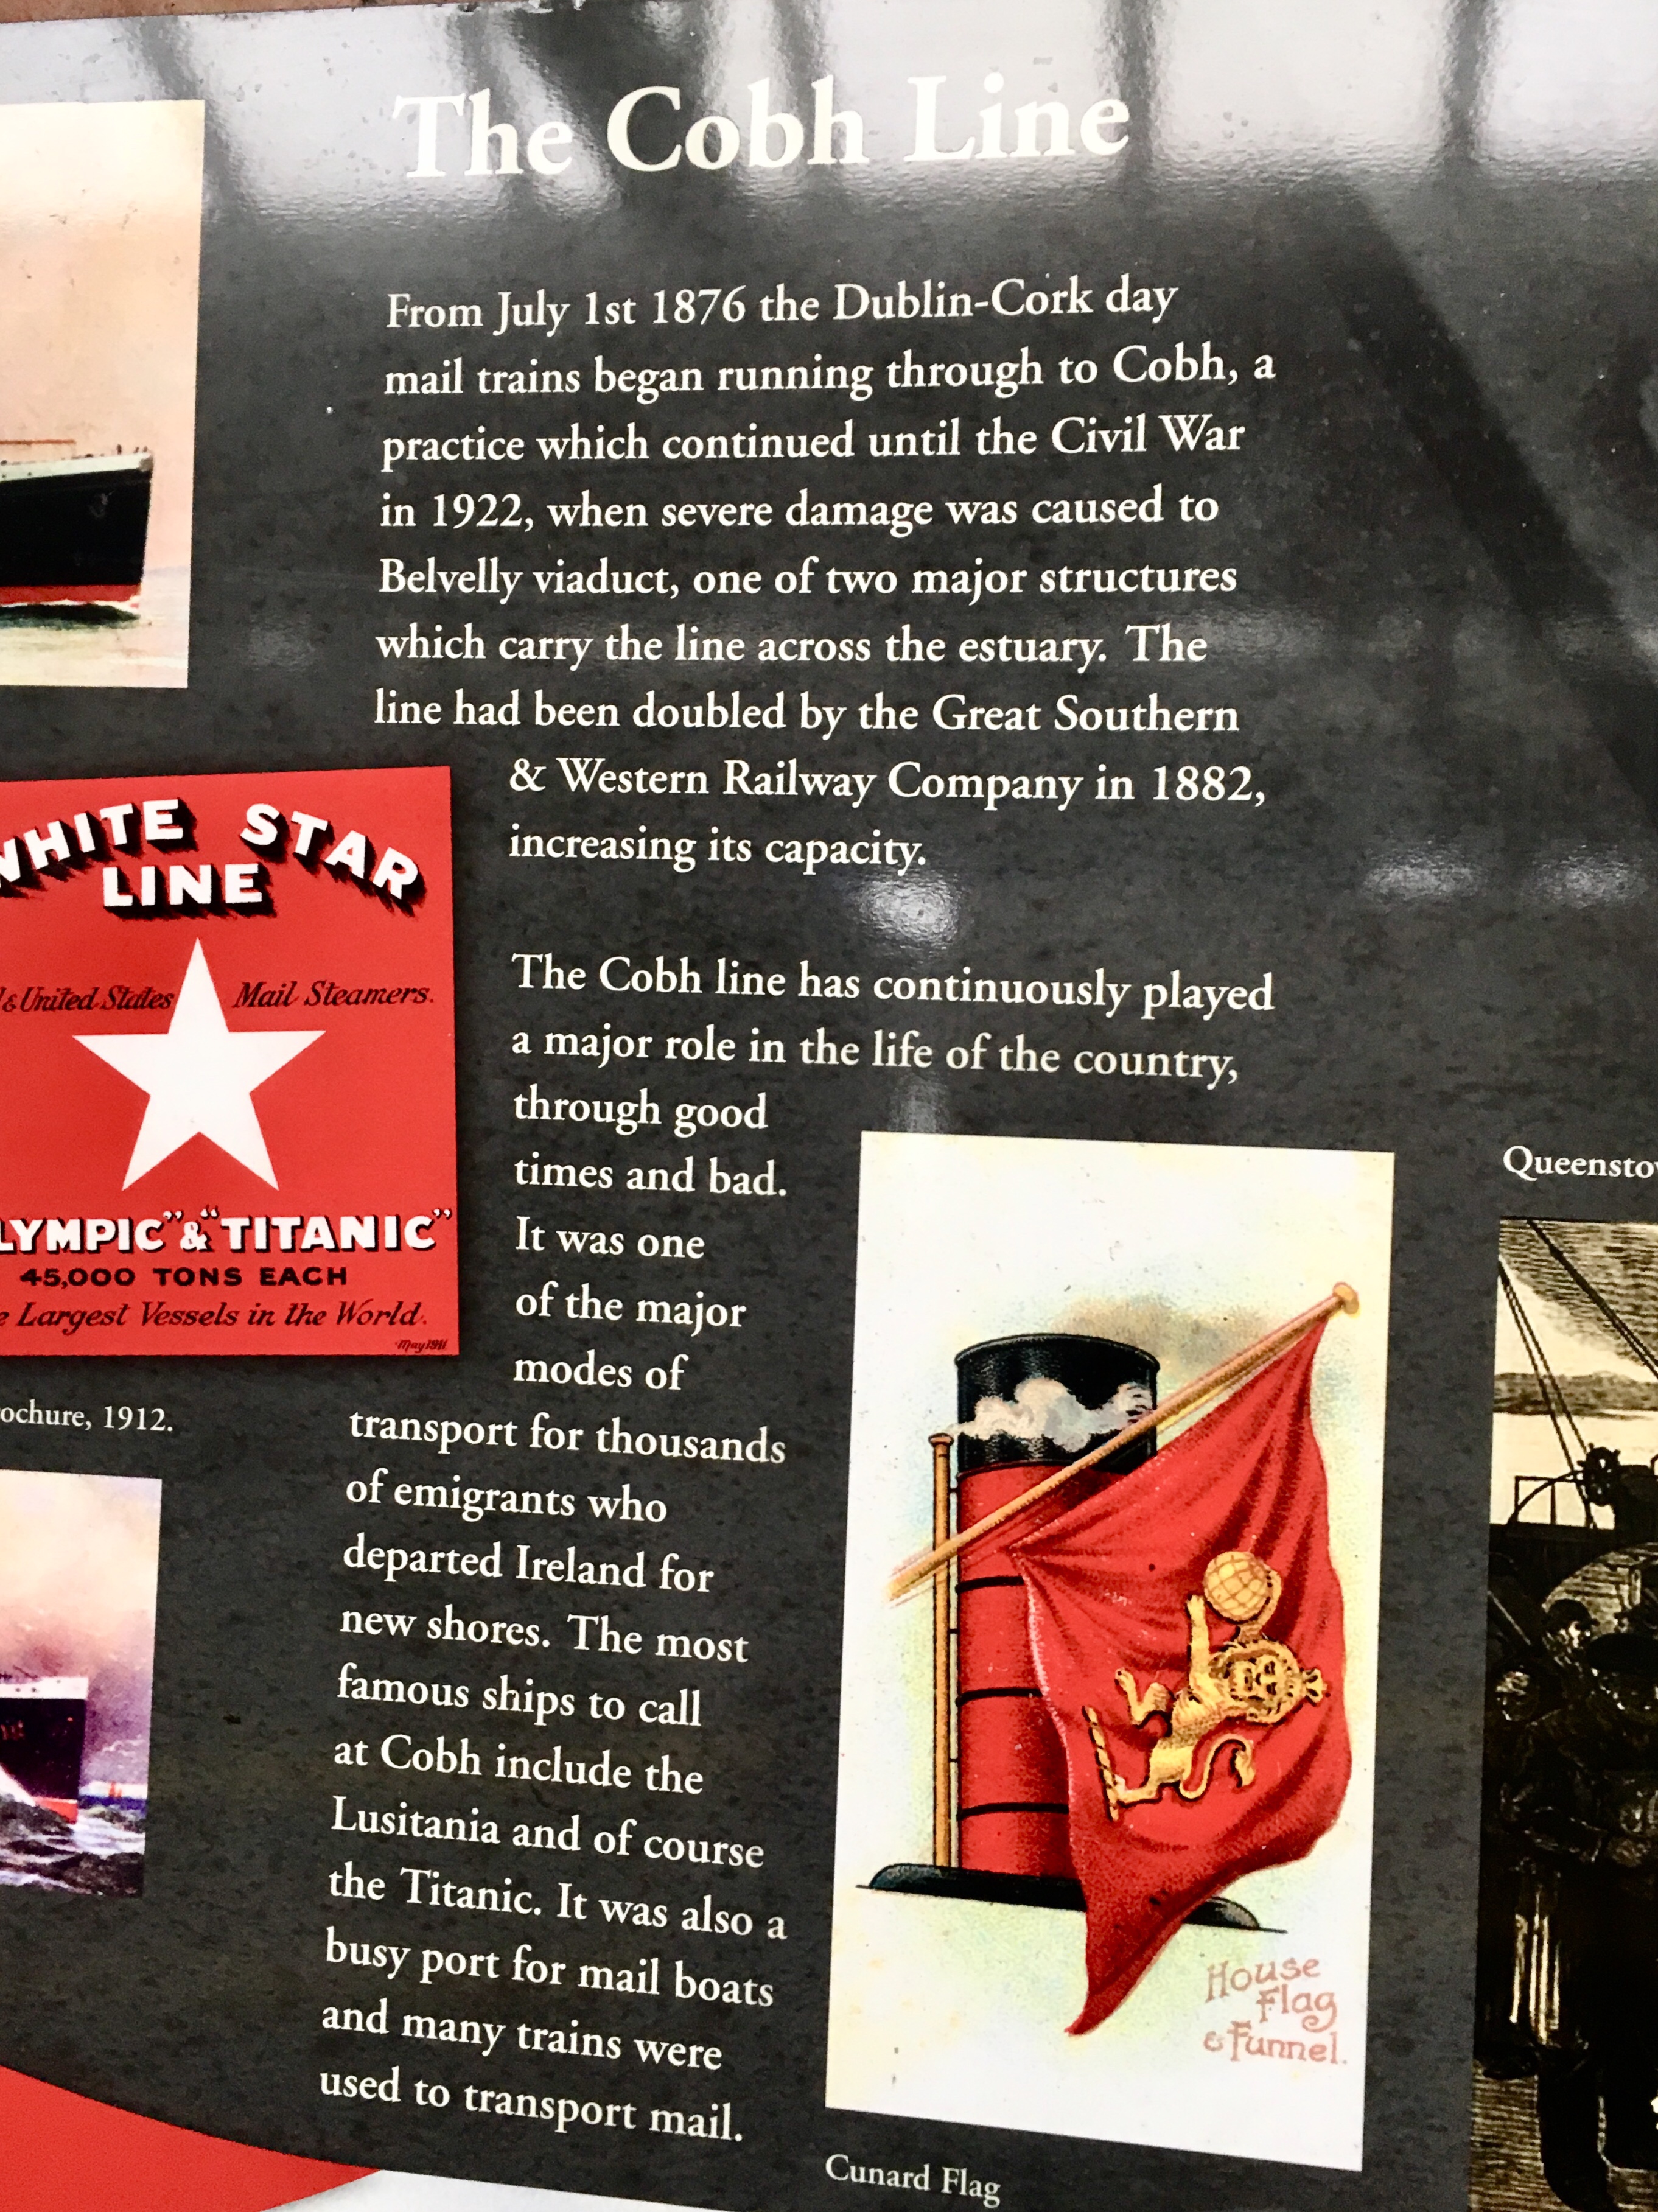 The Cobh Line
From July 1st 1876 the Dublin-Cork day
mail trains began running through to Cobh, a
practice which continued until the Civil War
in 1922, when severe damage was caused to
Belvelly viaduct, one of two major structures
which carry the line across the estuary. The
line had been doubled by the Great Southern
& Western Railway Company in 1882,
increasing its capacity.
The Cobh line has continuously played
a major role in the life of the country,
through good
times and bad.
It was one
of the major
modes of
transport for thousands
of emigrants who
departed Ireland for
new shores. The most
famous ships to call
at Cobh include the
Lusitania and of course
the Titanic. It was also a
busy port for mail boats
and many trains were
used to transport mail.
WHITE STAR
LINE
& United States Mail Steamers.
LYMPIC" & "TITANIC"
45,000 TONS EACH
Largest Vessels in the World.
May 1911
ochure, 1912.
House
Flag
& Funnel.
Cunard Flag
Queensto